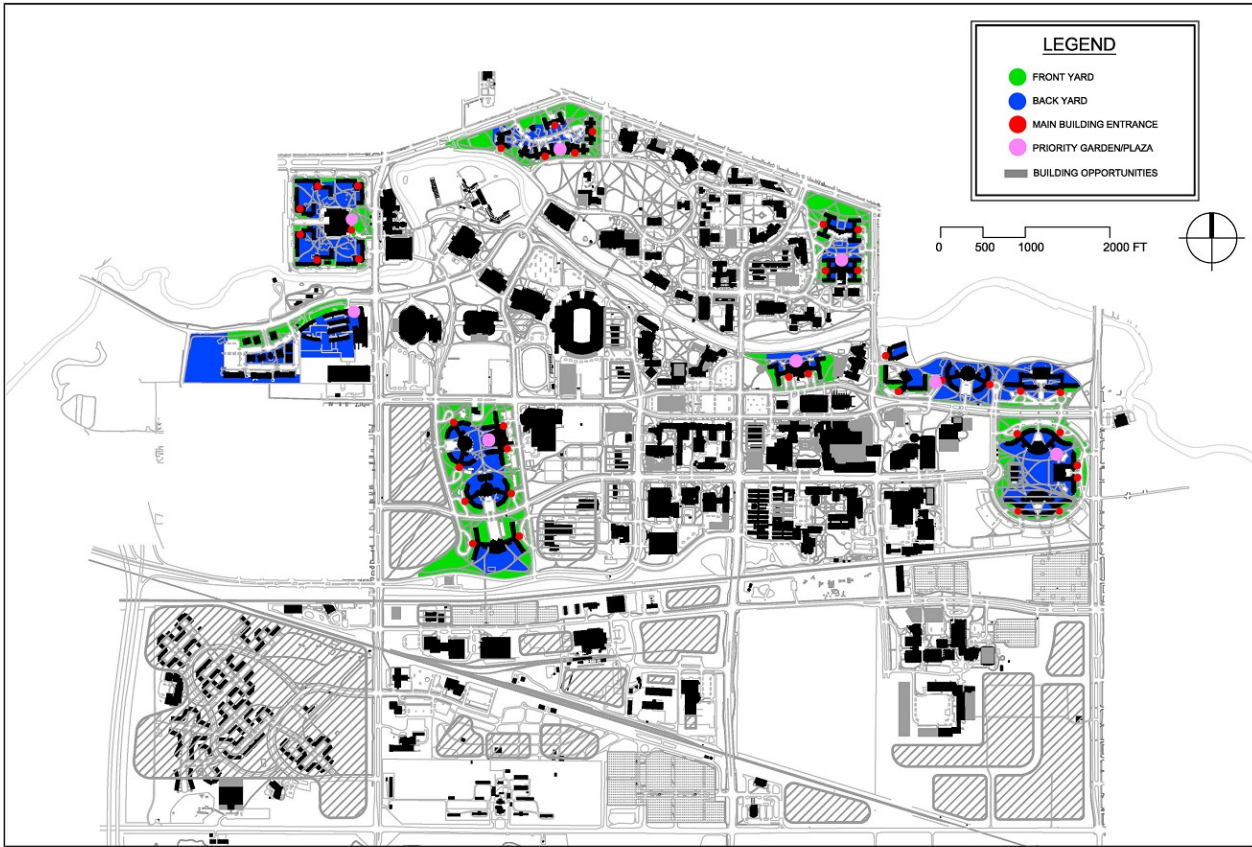 LEGEND
FRONT YARD
BACK YARD
MAIN BUILDING ENTRANCE
PRIORITY GARDEN/PLAZA
BUILDING OPPORTUNITIES
0 500 1000 2000 FT